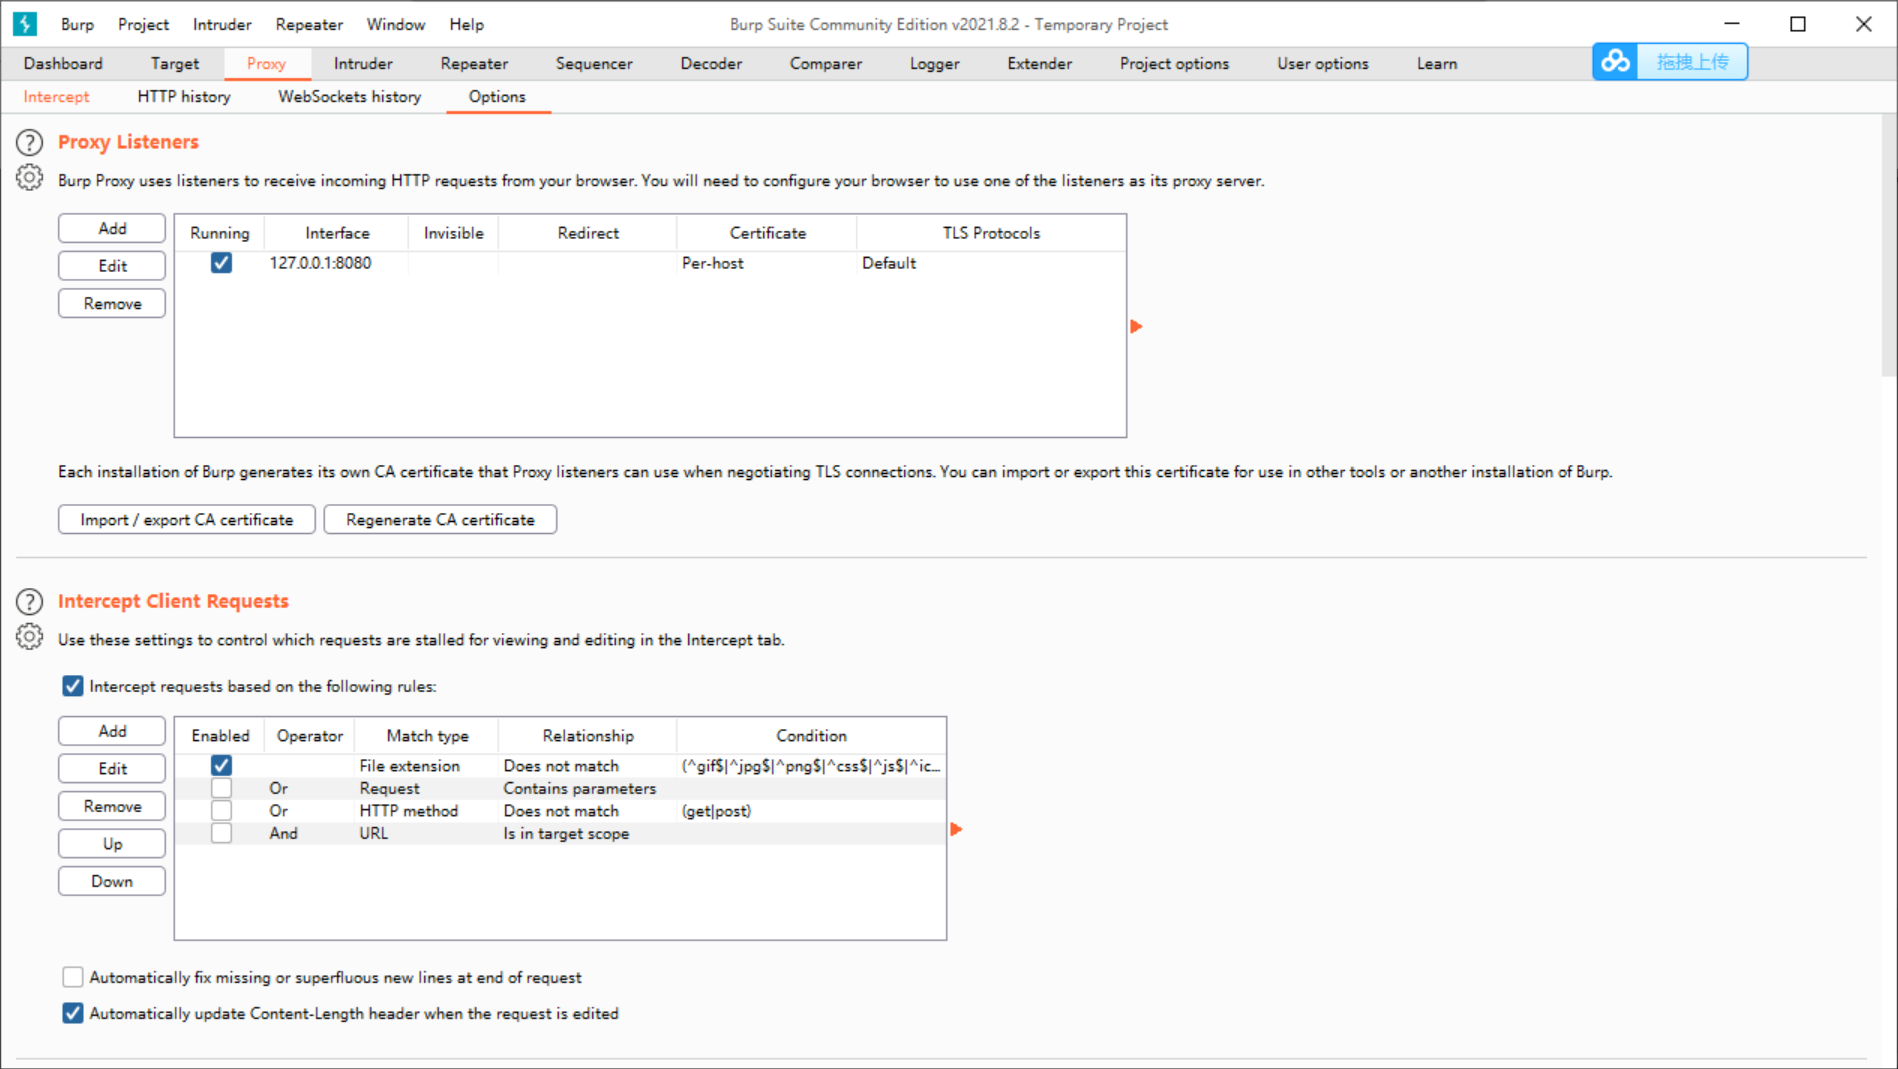 Burp Project Intruder Repeater Window Help Burp Suite Community Edition v2021.8.2 - Temporary Project
Dashboard Target Proxy Intruder Repeater Sequencer Decoder Comparer Logger Extender Project options User options Learn 拖拽上传
Intercept HTTP history WebSockets history Options
Proxy Listeners
Burp Proxy uses listeners to receive incoming HTTP requests from your browser. You will need to configure your browser to use one of the listeners as its proxy server.
Add Running Interface Invisible Redirect Certificate TLS Protocols
Edit 127.0.0.1:8080 Per-host Default
Remove
Each installation of Burp generates its own CA certificate that Proxy listeners can use when negotiating TLS connections. You can import or export this certificate for use in other tools or another installation of Burp.
Import / export CA certificate Regenerate CA certificate
Intercept Client Requests
Use these settings to control which requests are stalled for viewing and editing in the Intercept tab.
Intercept requests based on the following rules:
Add Enabled Operator Match type Relationship Condition
Edit File extension Does not match (^gif$|^jpg$|^png$|^css$|^js$|^ic...
Or Request Contains parameters
Remove Or HTTP method Does not match (get|post)
Up And URL Is in target scope
Down
Automatically fix missing or superfluous new lines at end of request
Automatically update Content-Length header when the request is edited